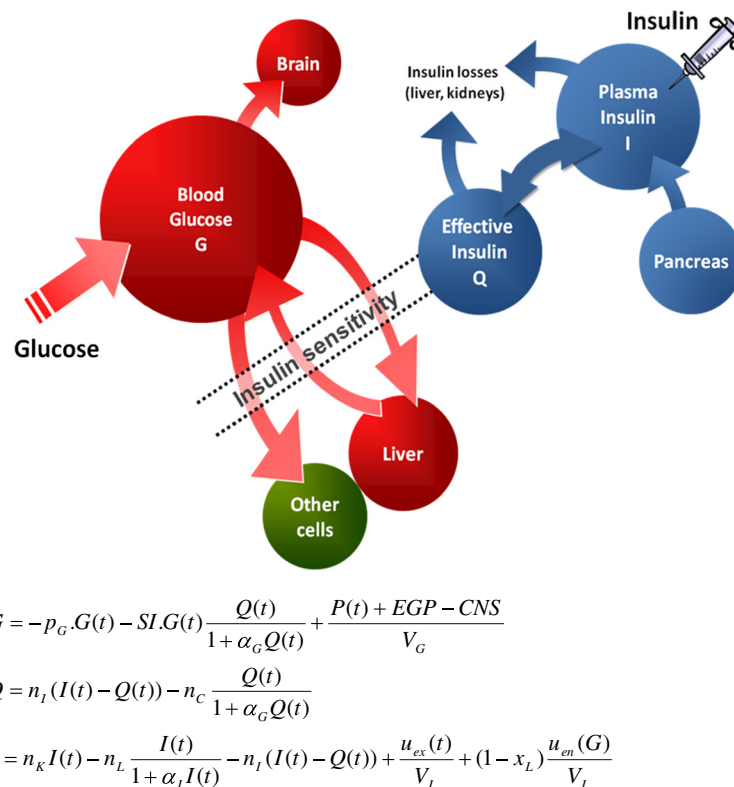 Insulin
Brain
Insulin losses
(liver, kidneys)
Plasma
Insulin
I
Blood
Glucose
G
Effective
Insulin
Q
Pancreas
Glucose
Insulin sensitivity
Liver
Other
cells
G = −p_G.G(t) − SI.G(t) Q(t)/(1 + α_G Q(t)) + (P(t) + EGP − CNS)/V_G
Q = n_I(I(t) − Q(t)) − n_C Q(t)/(1 + α_G Q(t))
= n_K I(t) − n_L I(t)/(1 + α_I I(t)) − n_I(I(t) − Q(t)) + u_ex(t)/V_I + (1 − x_L) u_en(G)/V_I